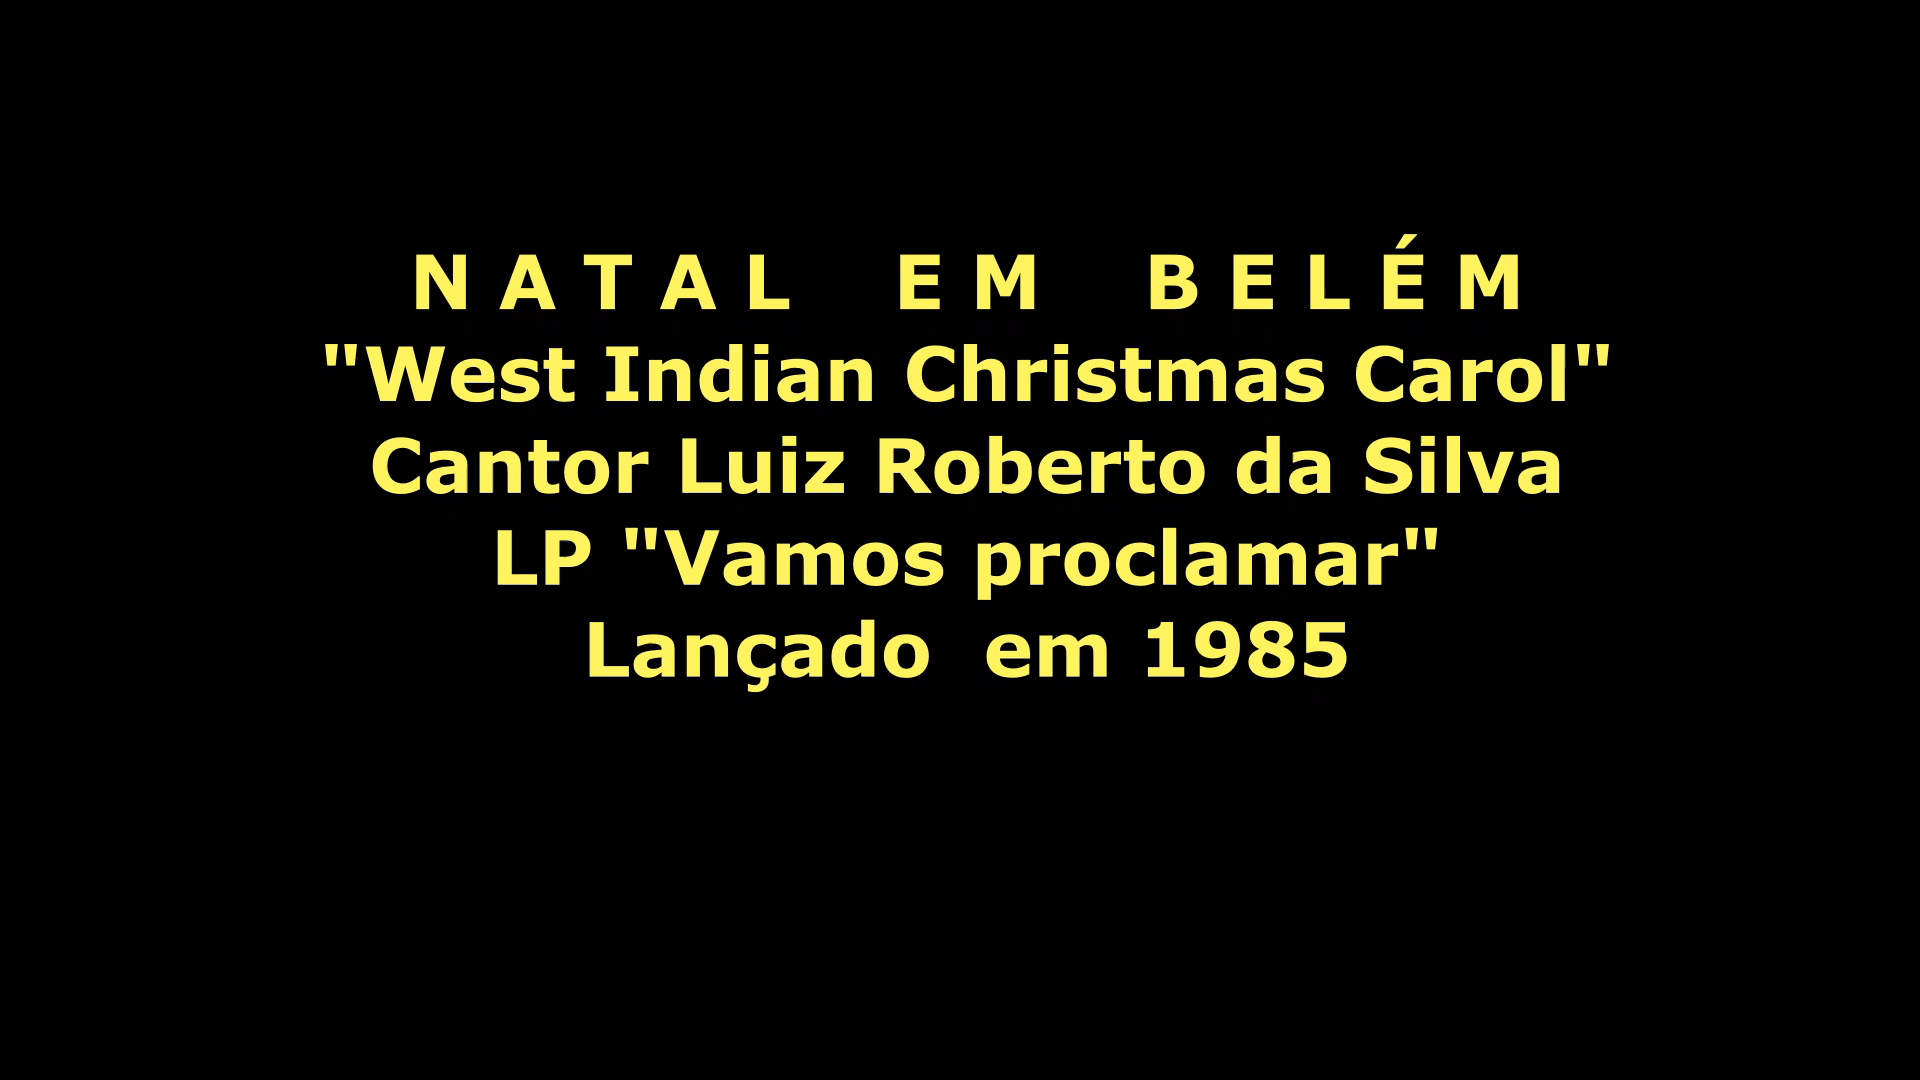 N A T A L   E M   B E L É M
"West Indian Christmas Carol"
Cantor Luiz Roberto da Silva
LP "Vamos proclamar"
Lançado  em 1985